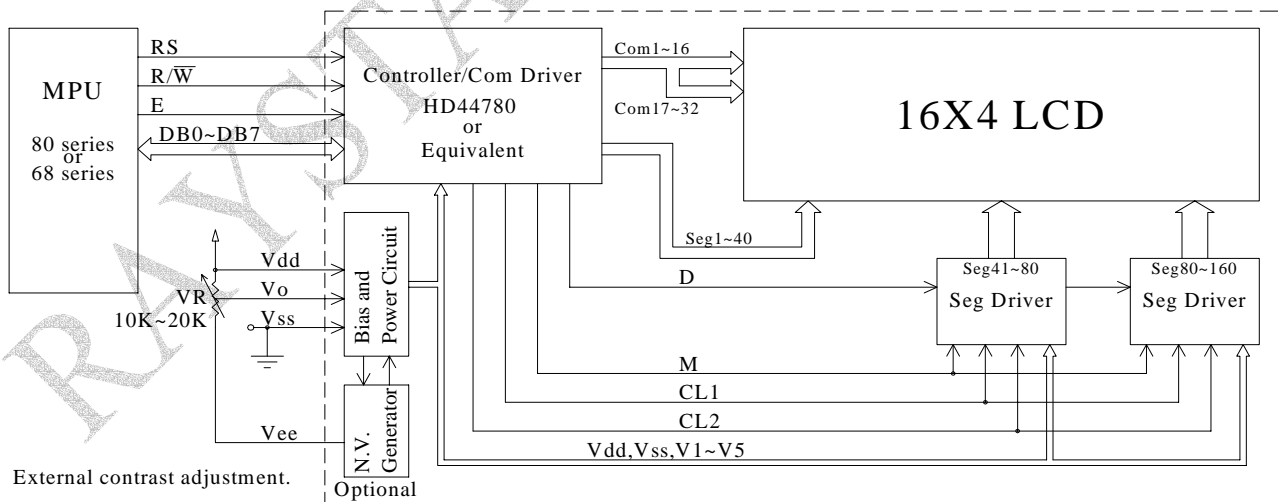 RAYSTA
MPU
80 series
or
68 series
RS
R/W̅
E
DB0~DB7
Controller/Com Driver
HD44780
or
Equivalent
Com1~16
Com17~32
16X4 LCD
Seg1~40
D
Seg41~80
Seg Driver
Seg80~160
Seg Driver
Vdd
Vo
VR
10K~20K
Vss
Bias and
Power Circuit
M
CL1
CL2
Vdd,Vss,V1~V5
Vee
N.V.
Generator
External contrast adjustment.
Optional